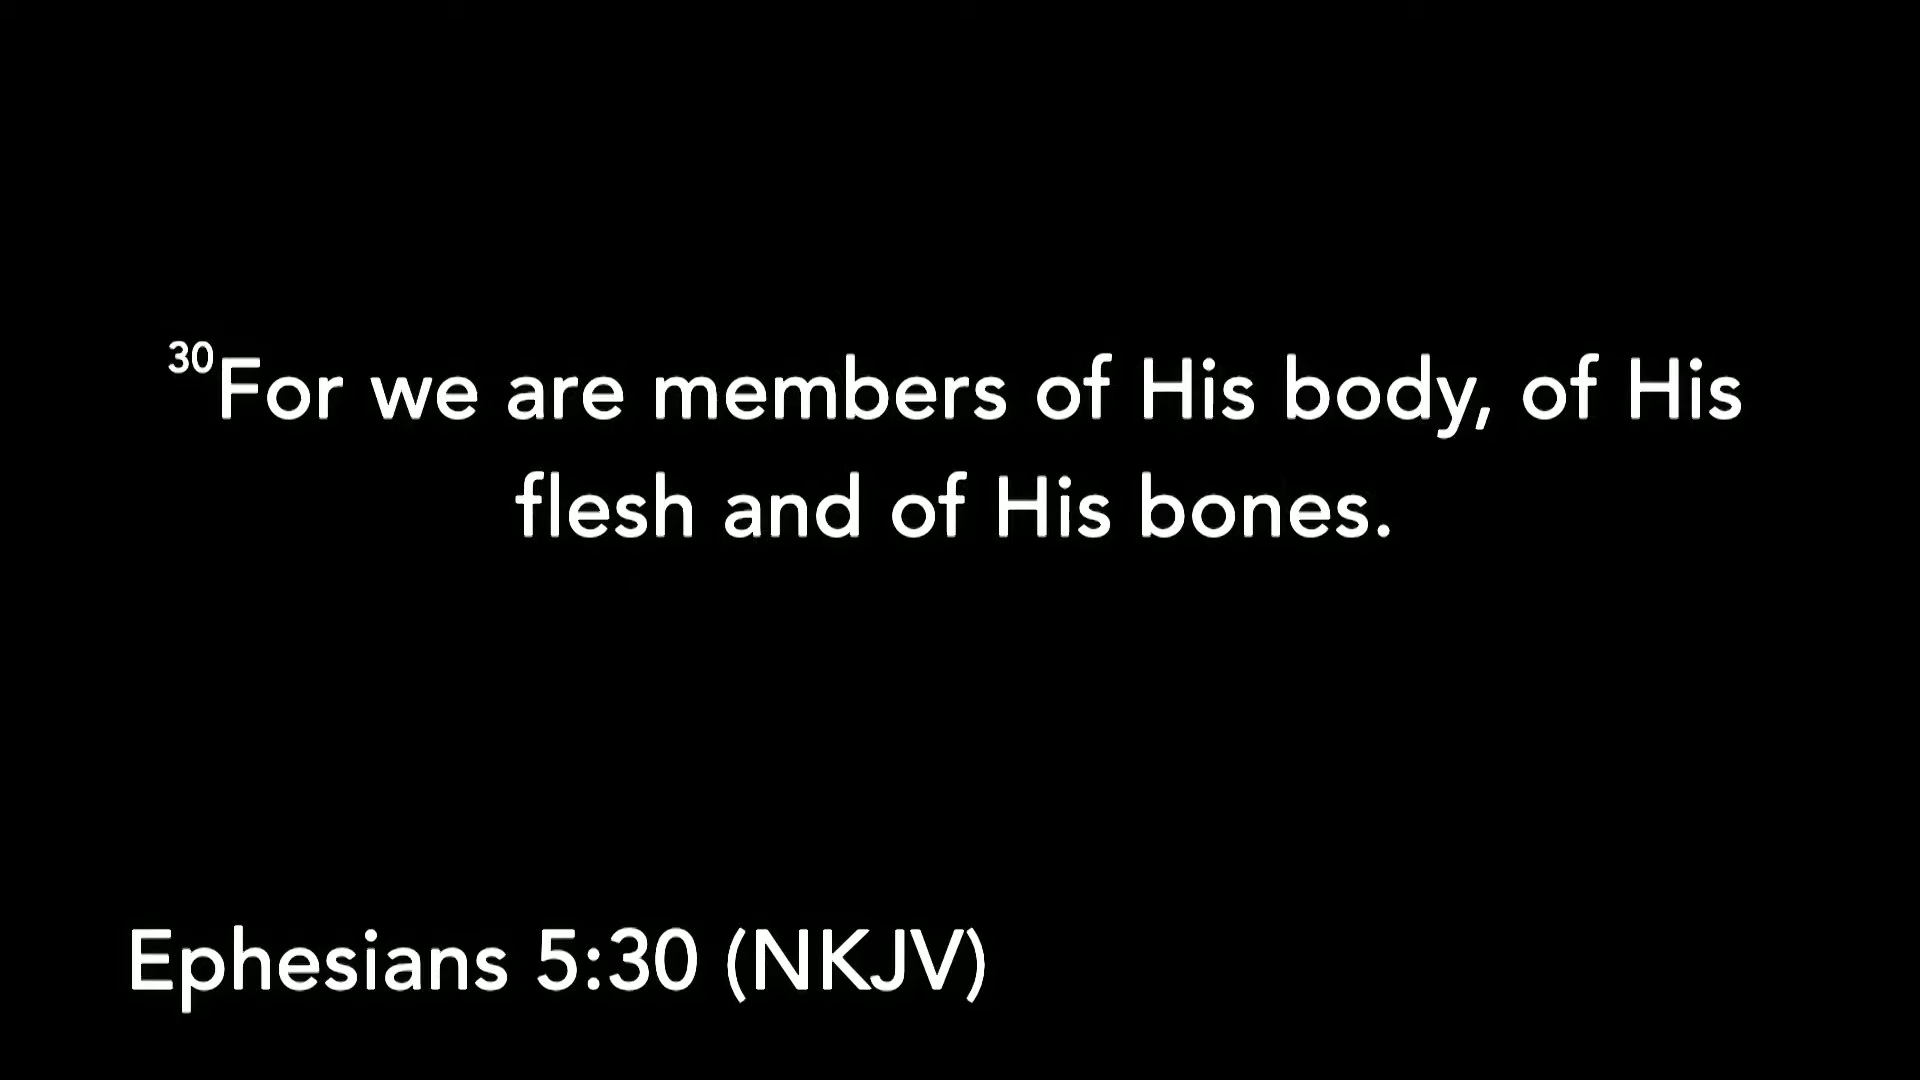 30For we are members of His body, of His
flesh and of His bones.
Ephesians 5:30 (NKJV)